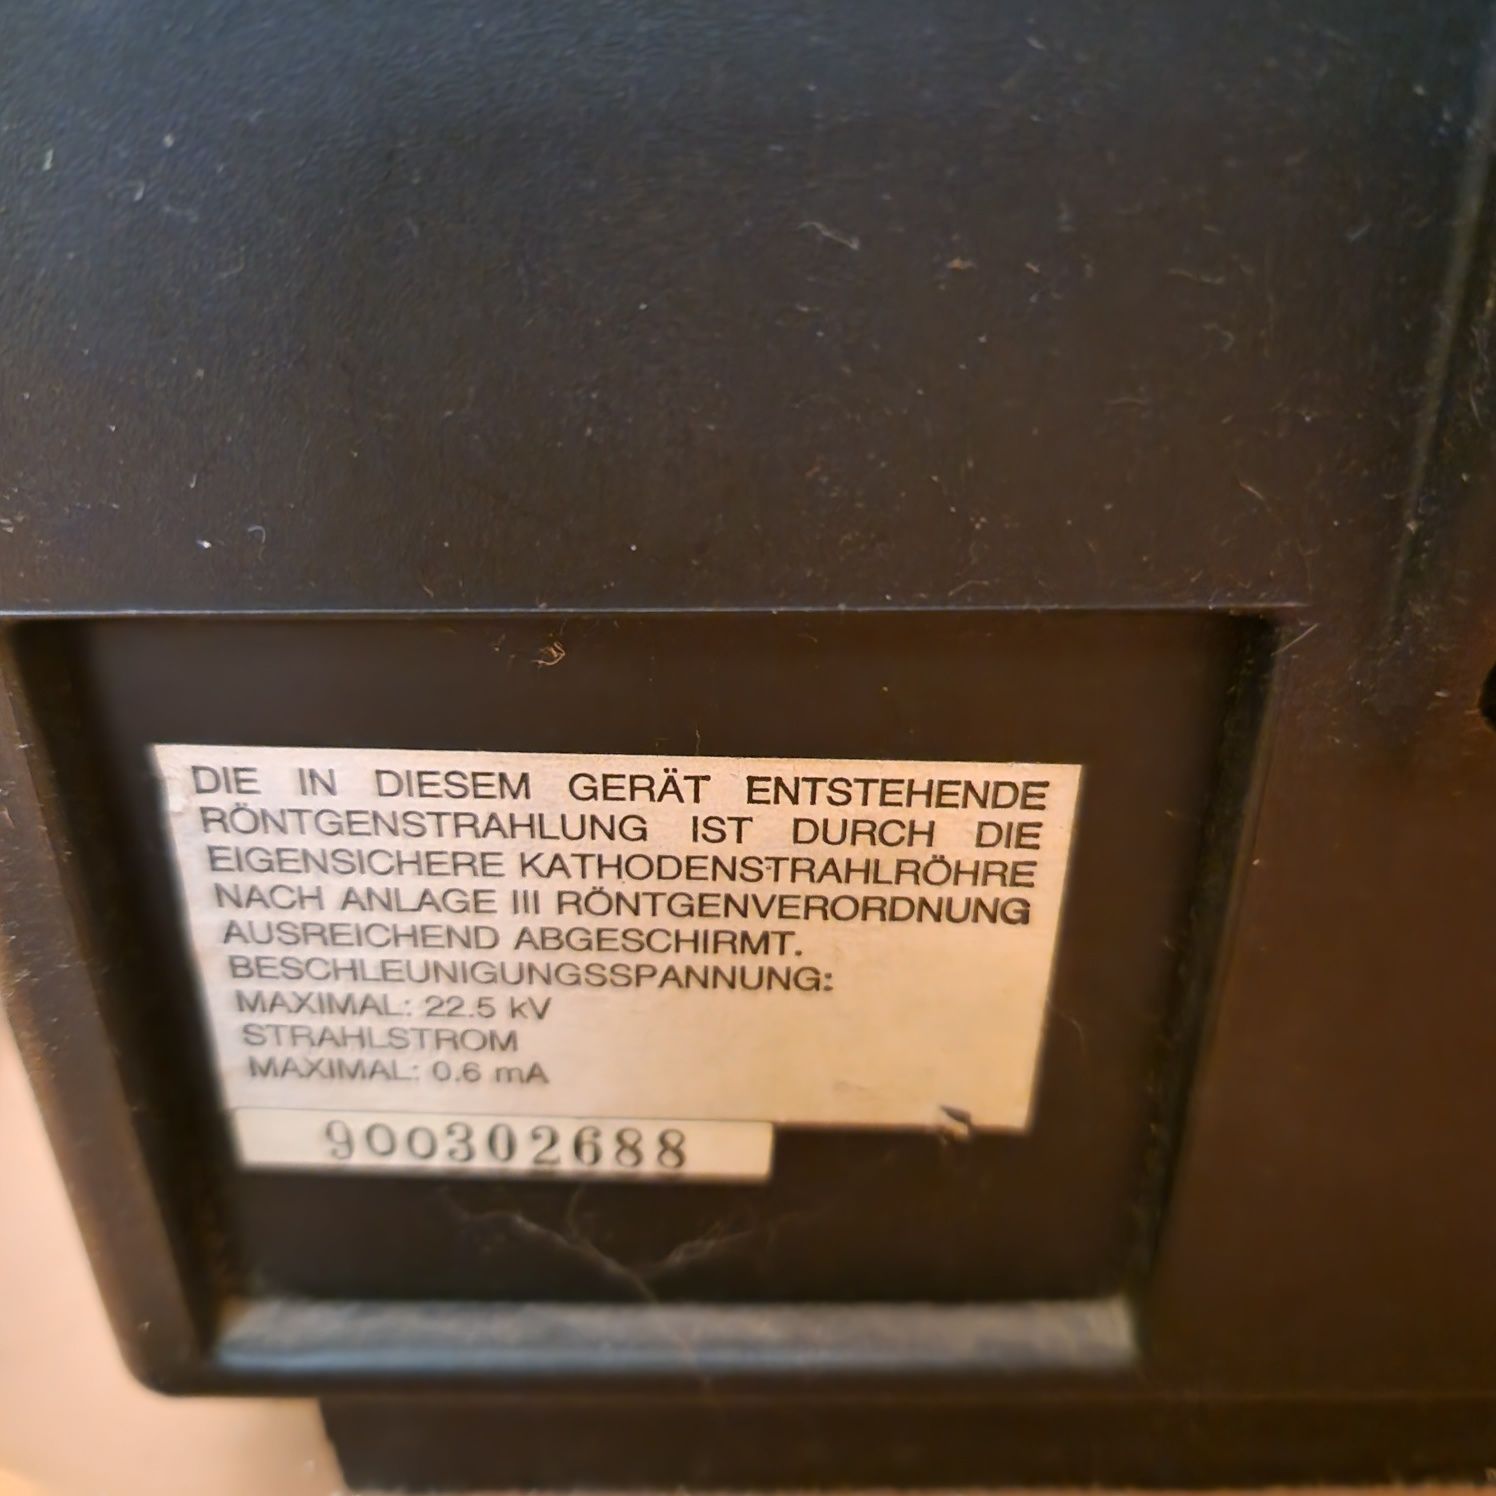 DIE IN DIESEM GERÄT ENTSTEHENDE
RÖNTGENSTRAHLUNG IST DURCH DIE
EIGENSICHERE KATHODENSTRAHLRÖHRE
NACH ANLAGE III RÖNTGENVERORDNUNG
AUSREICHEND ABGESCHIRMT.
BESCHLEUNIGUNGSSPANNUNG:
MAXIMAL: 22.5 kV
STRAHLSTROM
MAXIMAL: 0.6 mA
900302688